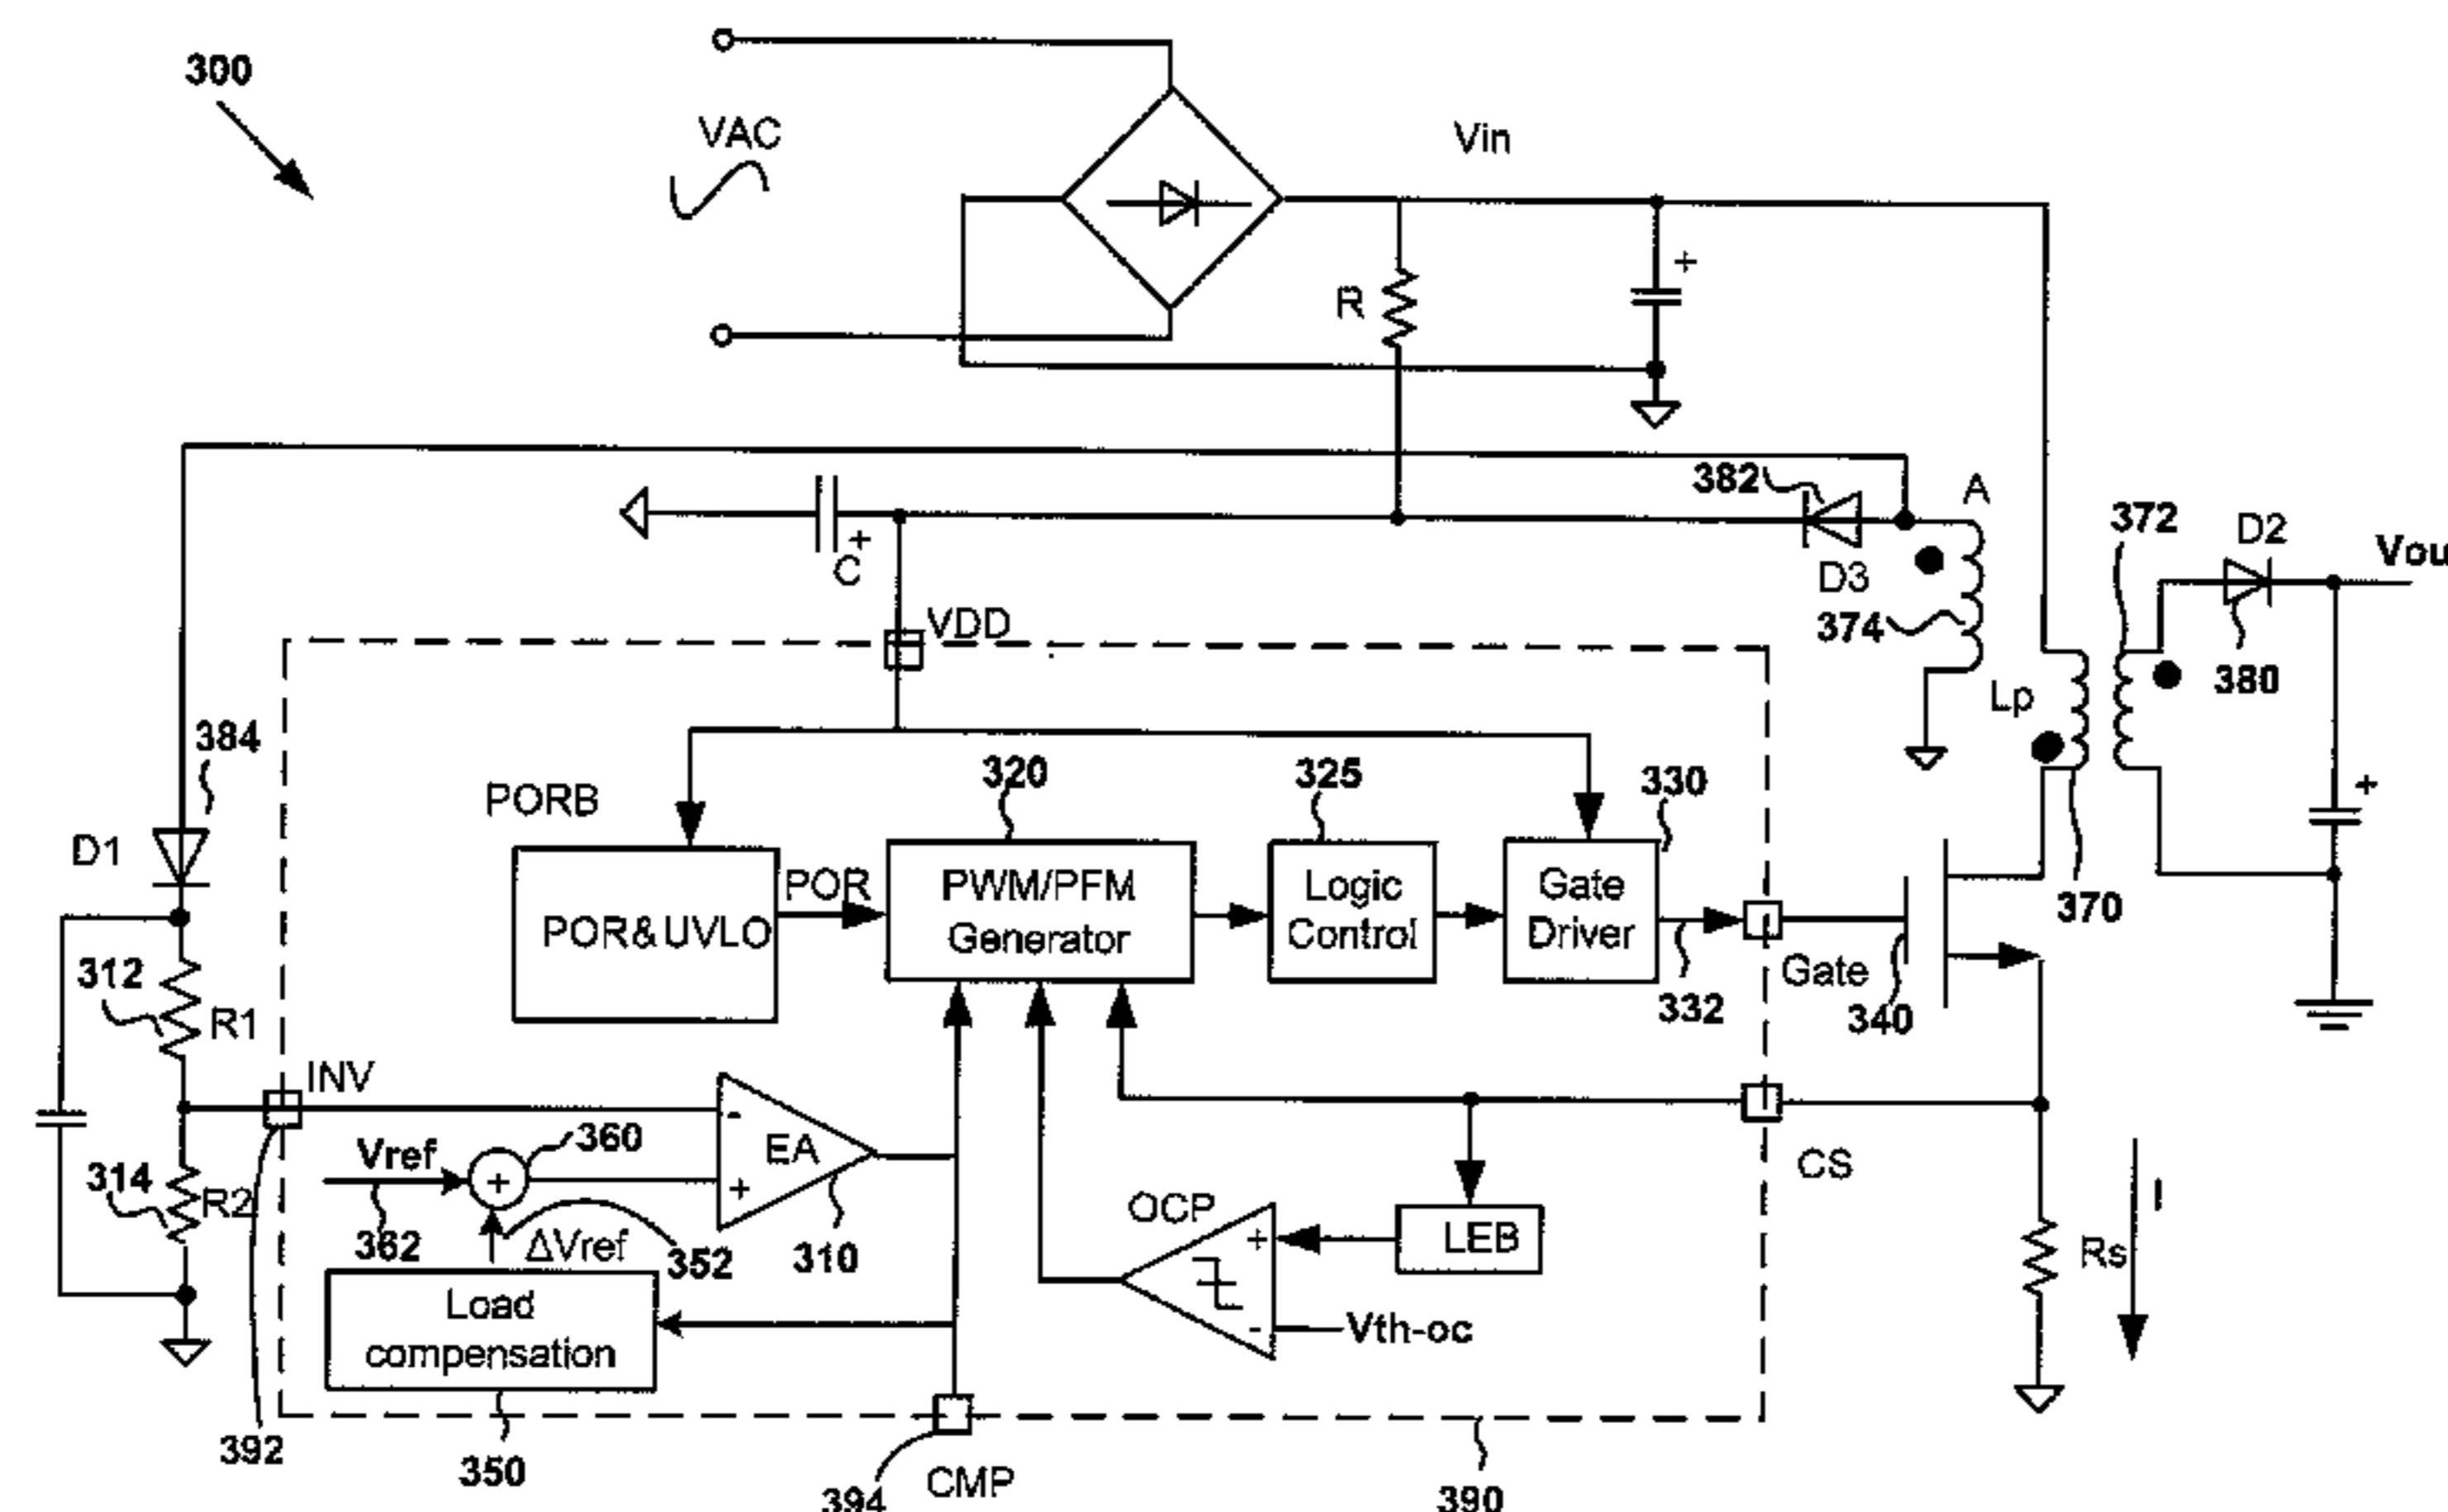 300
VAC
Vin
+
R
382
A
372
D2
Vou
+
C
D3
VDD
374
380
Lp
384
PORB
320
325
330
+
D1
POR&UVLO
POR
PWM/PFM
Generator
Logic
Control
Gate
Driver
370
312
R1
332
Gate
340
INV
-
EA
+
Vref
360
+
CS
I
314
R2
362
ΔVref
352
310
OCP
+
LEB
Rs
Load
compensation
-
Vth-oc
392
350
394
CMP
390